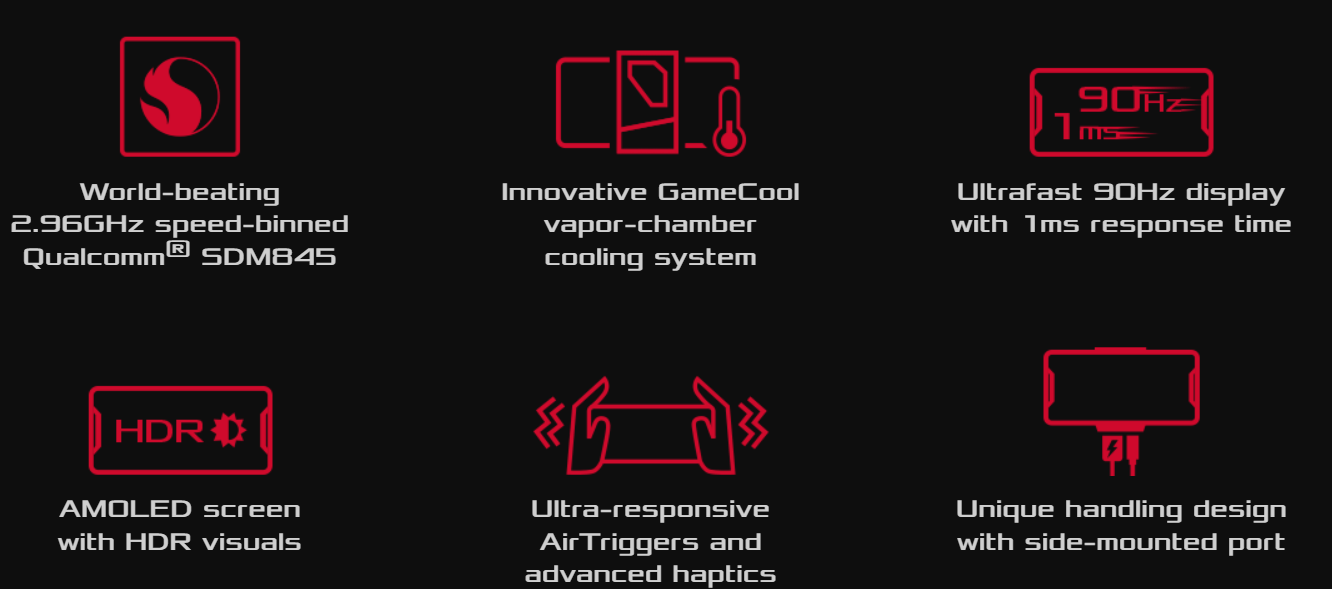 World-beating
2.96GHz speed-binned
Qualcomm® SDM845
Innovative GameCool
vapor-chamber
cooling system
90Hz
1ms
Ultrafast 90Hz display
with 1ms response time
HDR
AMOLED screen
with HDR visuals
Ultra-responsive
AirTriggers and
advanced haptics
Unique handling design
with side-mounted port